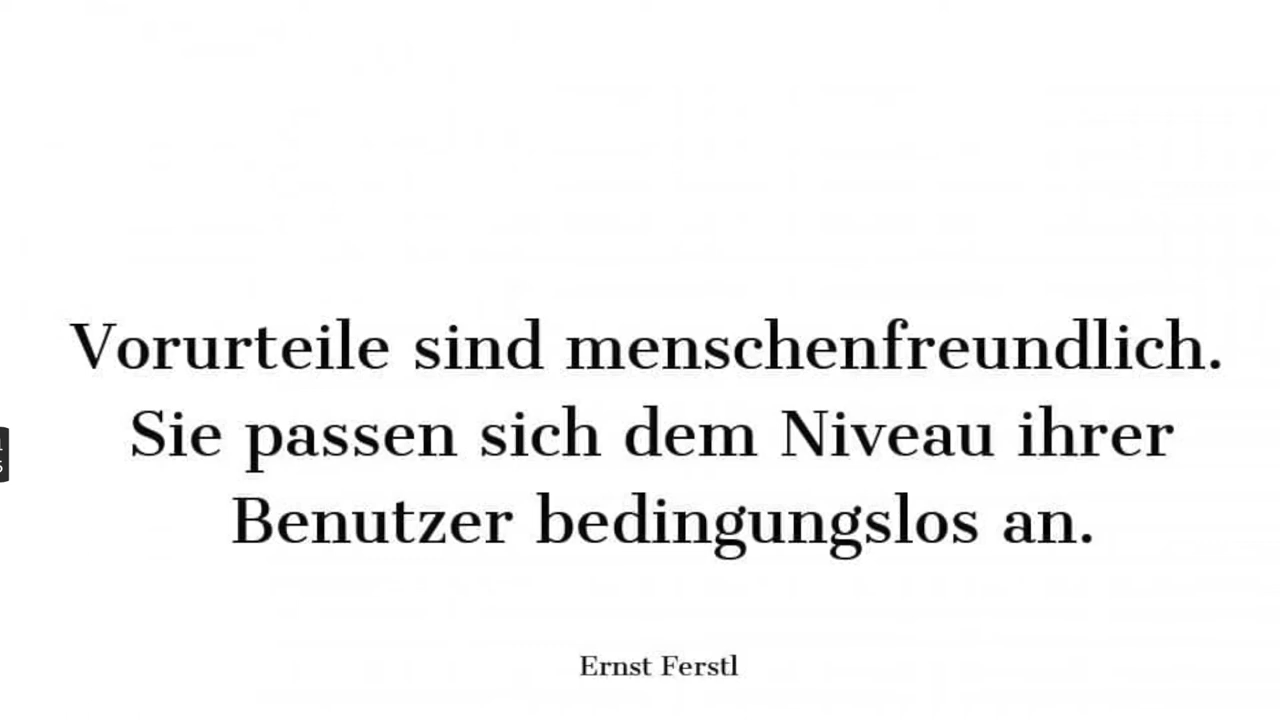 Vorurteile sind menschenfreundlich.
Sie passen sich dem Niveau ihrer
Benutzer bedingungslos an.
Ernst Ferstl